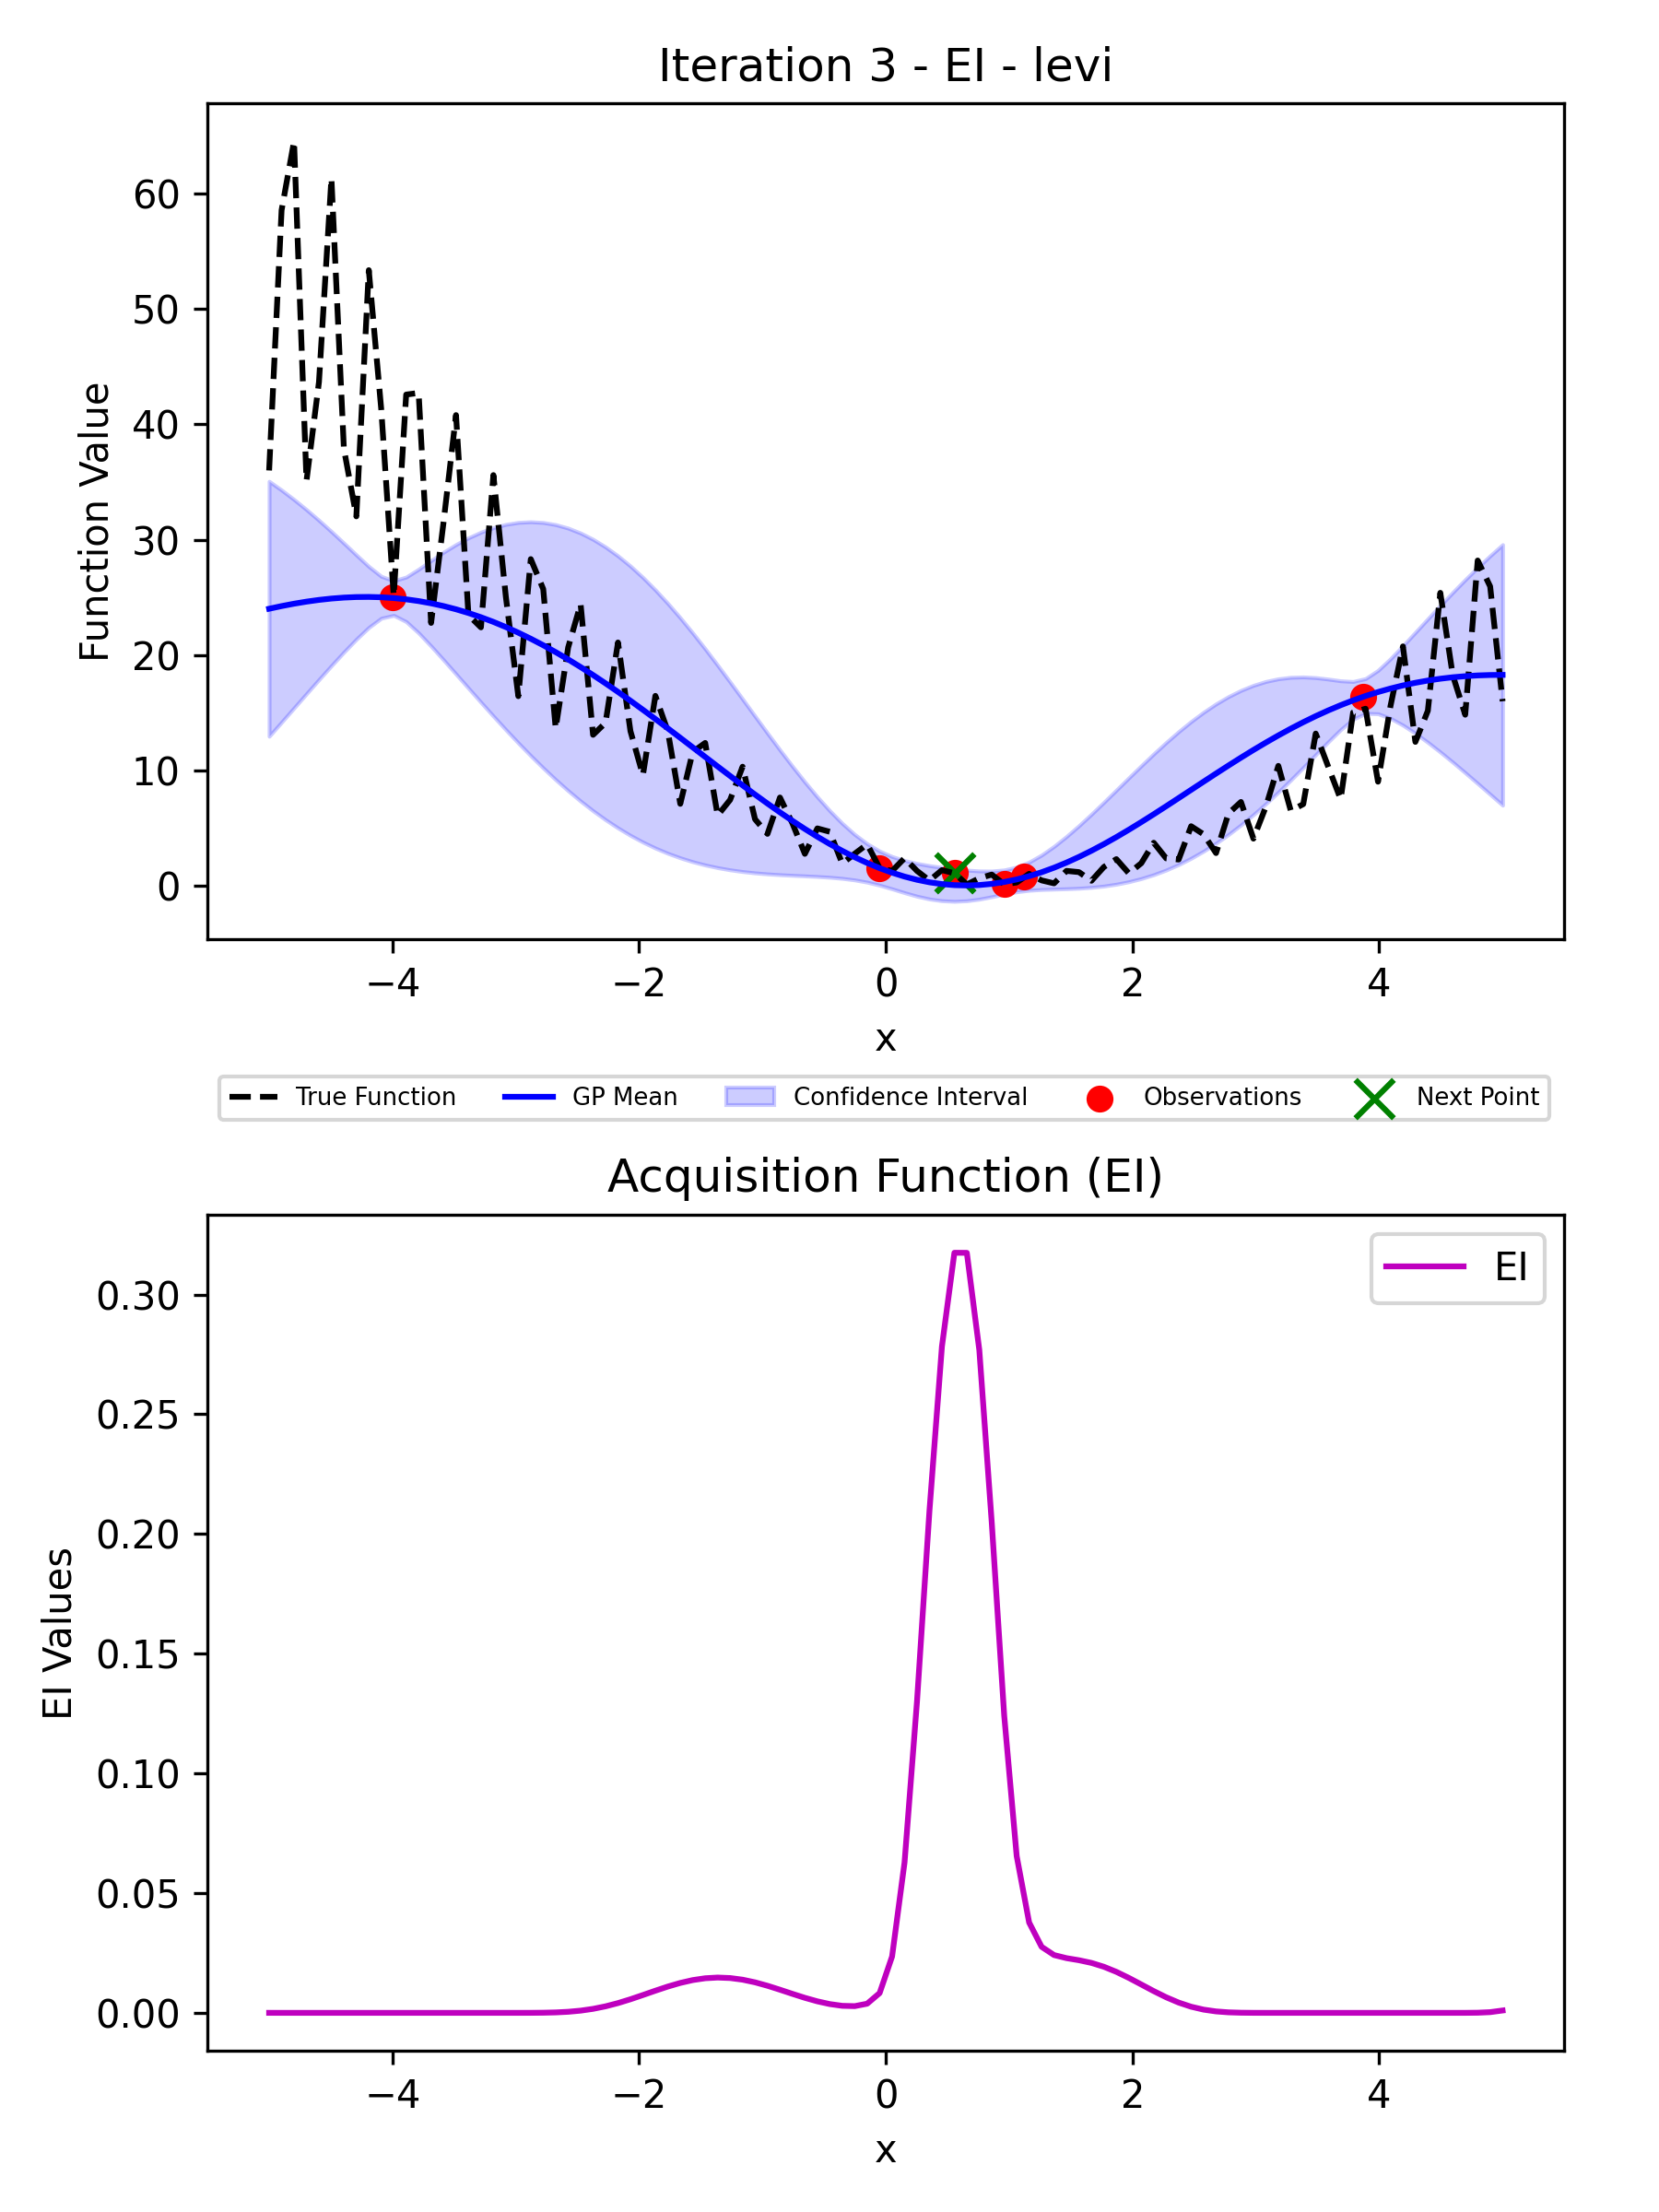 Iteration 3 - EI - levi
Function Value
60
50
40
30
20
10
0
−4 −2 0 2 4
x
True Function GP Mean Confidence Interval Observations Next Point
Acquisition Function (EI)
EI
EI Values
0.30
0.25
0.20
0.15
0.10
0.05
0.00
−4 −2 0 2 4
x